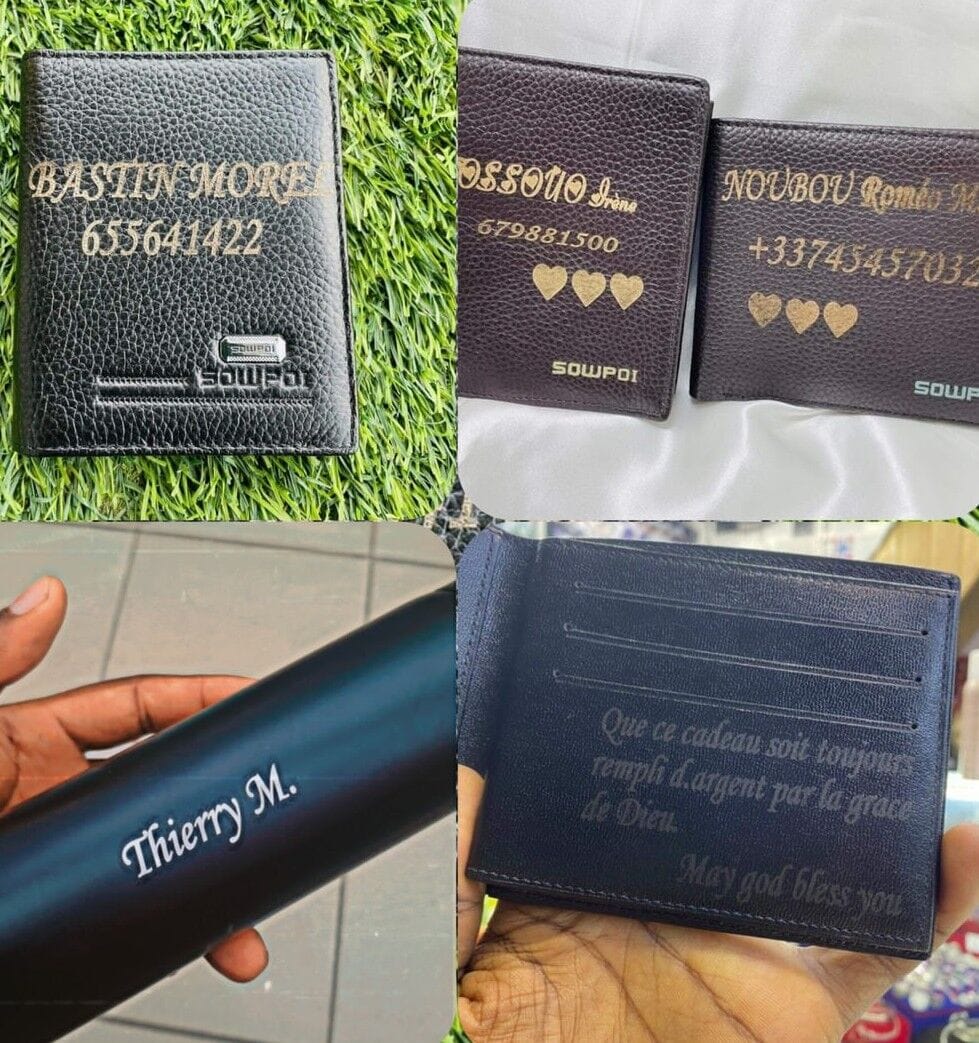 BASTIN MOREL
655641422
SOWPOI
SOWPOI
OSSOUO Irène
679881500
SOWPOI
NOUBOU Roméo M
+33745457032
SOWP
Thierry M.
Que ce cadeau soit toujours
rempli d.argent par la grace
de Dieu.
May god bless you